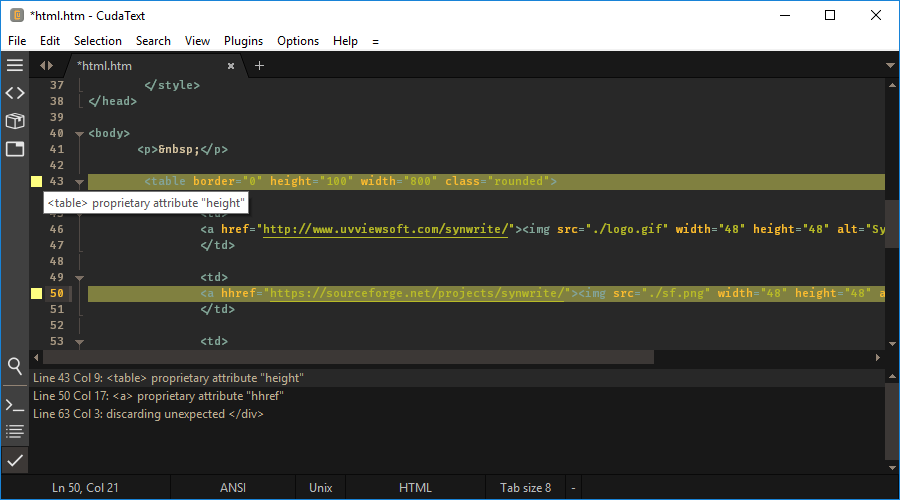 *html.htm - CudaText
File Edit Selection Search View Plugins Options Help =
*html.htm × +
37 </style>
38 </head>
39
40 <body>
41 <p>&nbsp;</p>
42
43 <table border="0" height="100" width="800" class="rounded">
<table> proprietary attribute "height"
46 <a href="http://www.uvviewsoft.com/synwrite/"><img src="./logo.gif" width="48" height="48" alt="Sy
47 </td>
48
49 <td>
50 <a hhref="https://sourceforge.net/projects/synwrite/"><img src="./sf.png" width="48" height="48" a
51 </td>
52
53 <td>
Line 43 Col 9: <table> proprietary attribute "height"
Line 50 Col 17: <a> proprietary attribute "hhref"
Line 63 Col 3: discarding unexpected </div>
Ln 50, Col 21 ANSI Unix HTML Tab size 8 -